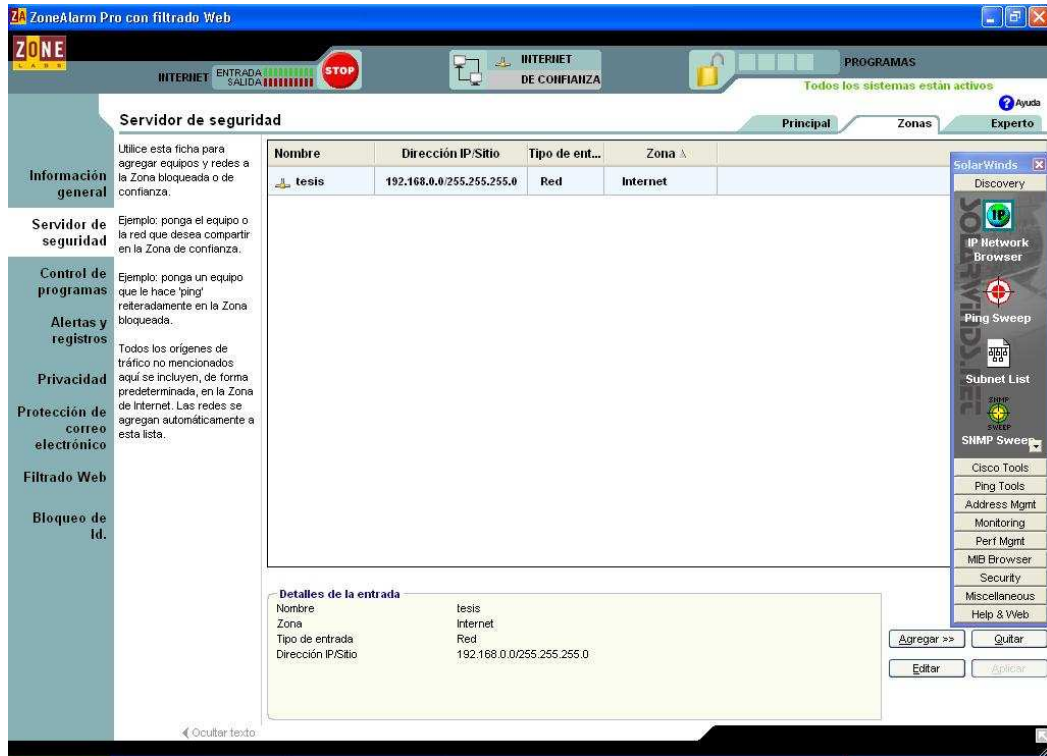 ZA ZoneAlarm Pro con filtrado Web
ZONE
LABS
INTERNET
ENTRADA
SALIDA
STOP
INTERNET
DE CONFIANZA
PROGRAMAS
Todos los sistemas están activos
? Ayuda
Servidor de seguridad
Principal
Zonas
Experto
Información
general
Servidor de
seguridad
Control de
programas
Alertas y
registros
Privacidad
Protección de
correo
electrónico
Filtrado Web
Bloqueo de
Id.
Utilice esta ficha para
agregar equipos y redes a
la Zona bloqueada o de
confianza.
Ejemplo: ponga el equipo o
la red que desea compartir
en la Zona de confianza.
Ejemplo: ponga un equipo
que le hace 'ping'
reiteradamente en la Zona
bloqueada.
Todos los orígenes de
tráfico no mencionados
aquí se incluyen, de forma
predeterminada, en la Zona
de Internet. Las redes se
agregan automáticamente a
esta lista.
Ocultar texto
Nombre Dirección IP/Sitio Tipo de ent... Zona
tesis 192.168.0.0/255.255.255.0 Red Internet
Detalles de la entrada
Nombre tesis
Zona Internet
Tipo de entrada Red
Dirección IP/Sitio 192.168.0.0/255.255.255.0
Agregar >> Quitar
Editar Aplicar
SolarWinds
Discovery
SOLARWINDS.Net
IP
IP Network
Browser
Ping Sweep
Subnet List
SNMP
SWEEP
SNMP Sweep
Cisco Tools
Ping Tools
Address Mgmt
Monitoring
Perf Mgmt
MIB Browser
Security
Miscellaneous
Help & Web